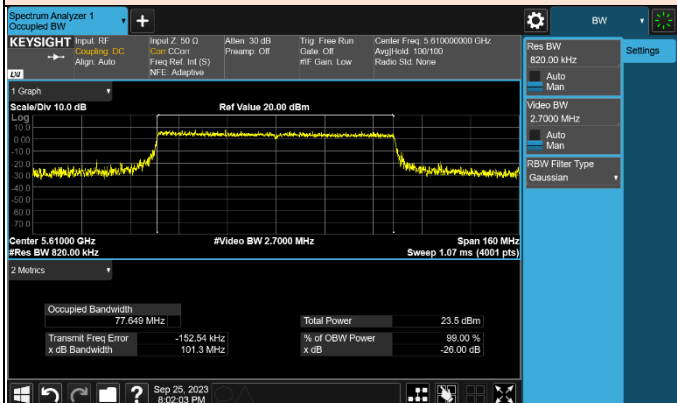 Spectrum Analyzer 1
Occupied BW
+
BW
KEYSIGHT
Input: RF
Coupling: DC
Align: Auto
Input Z: 50 Ω
Corr CCorr
Freq Ref: Int (S)
NFE: Adaptive
Atten: 30 dB
Preamp: Off
Trig: Free Run
Gate: Off
#IF Gain: Low
Center Freq: 5.610000000 GHz
Avg|Hold: 100/100
Radio Std: None
LXI
Res BW
820.00 kHz
Auto
Man
Video BW
2.7000 MHz
Auto
Man
RBW Filter Type
Gaussian
Settings
1 Graph
Scale/Div 10.0 dB
Ref Value 20.00 dBm
Log
10.0
0.00
-10.0
-20.0
-30.0
-40.0
-50.0
-60.0
-70.0
Center 5.61000 GHz
#Video BW 2.7000 MHz
Span 160 MHz
#Res BW 820.00 kHz
Sweep 1.07 ms (4001 pts)
2 Metrics
Occupied Bandwidth
77.649 MHz
Total Power 23.5 dBm
Transmit Freq Error -152.54 kHz
% of OBW Power 99.00 %
x dB Bandwidth 101.3 MHz
x dB -26.00 dB
?
Sep 25, 2023
8:02:03 PM